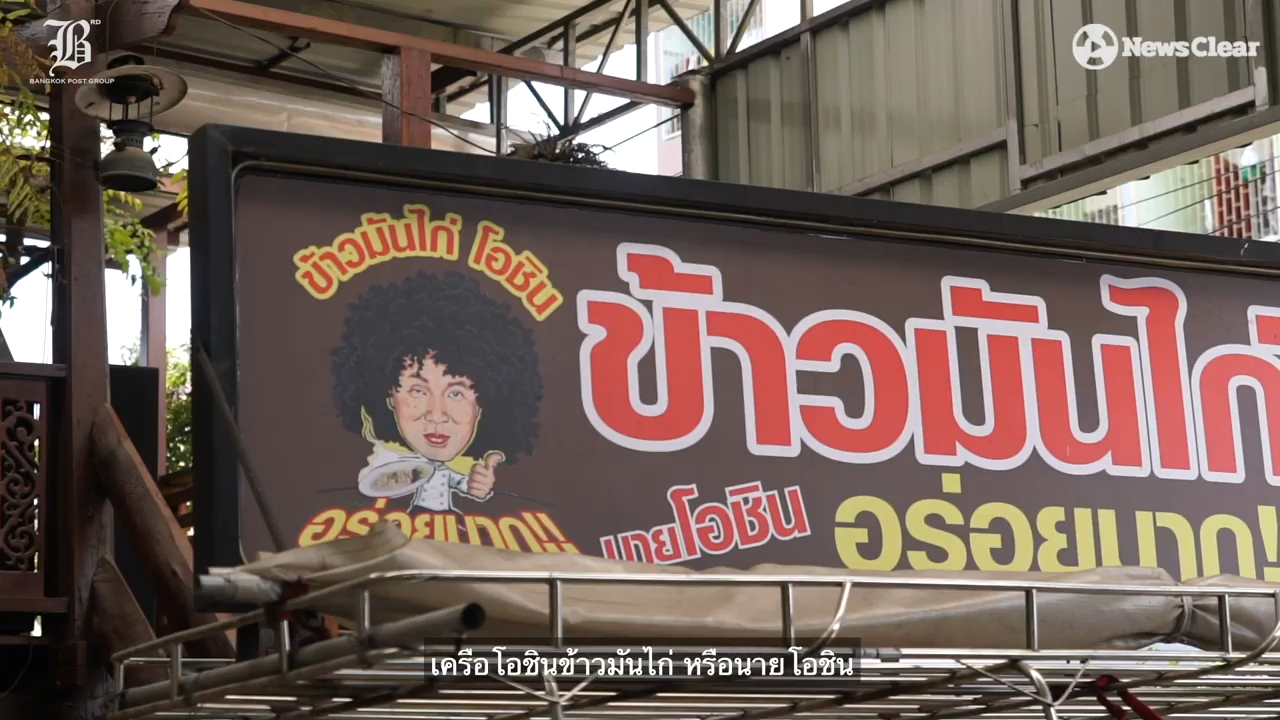 B RD
BANGKOK POST GROUP
NewsClear
ข้าวมันไก่ โอชิน
ข้าวมันไก่
อร่อยมาก!!
นายโอชิน
อร่อยมาก!
เครือโอชินข้าวมันไก่ หรือนายโอชิน